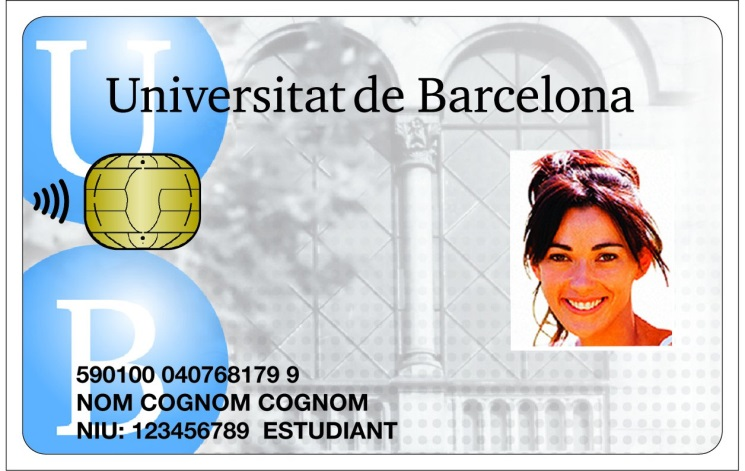 U
Universitat de Barcelona
B
590100 040768179 9
NOM COGNOM COGNOM
NIU: 123456789 ESTUDIANT